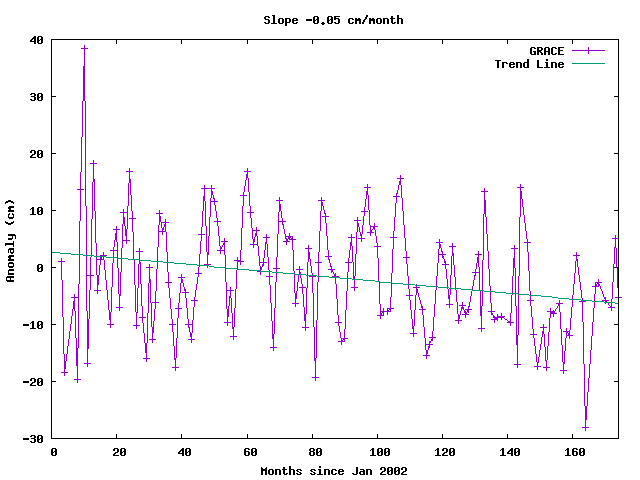 Slope -0.05 cm/month
GRACE
Trend Line
Anomaly (cm)
40
30
20
10
0
-10
-20
-30
0 20 40 60 80 100 120 140 160
Months since Jan 2002